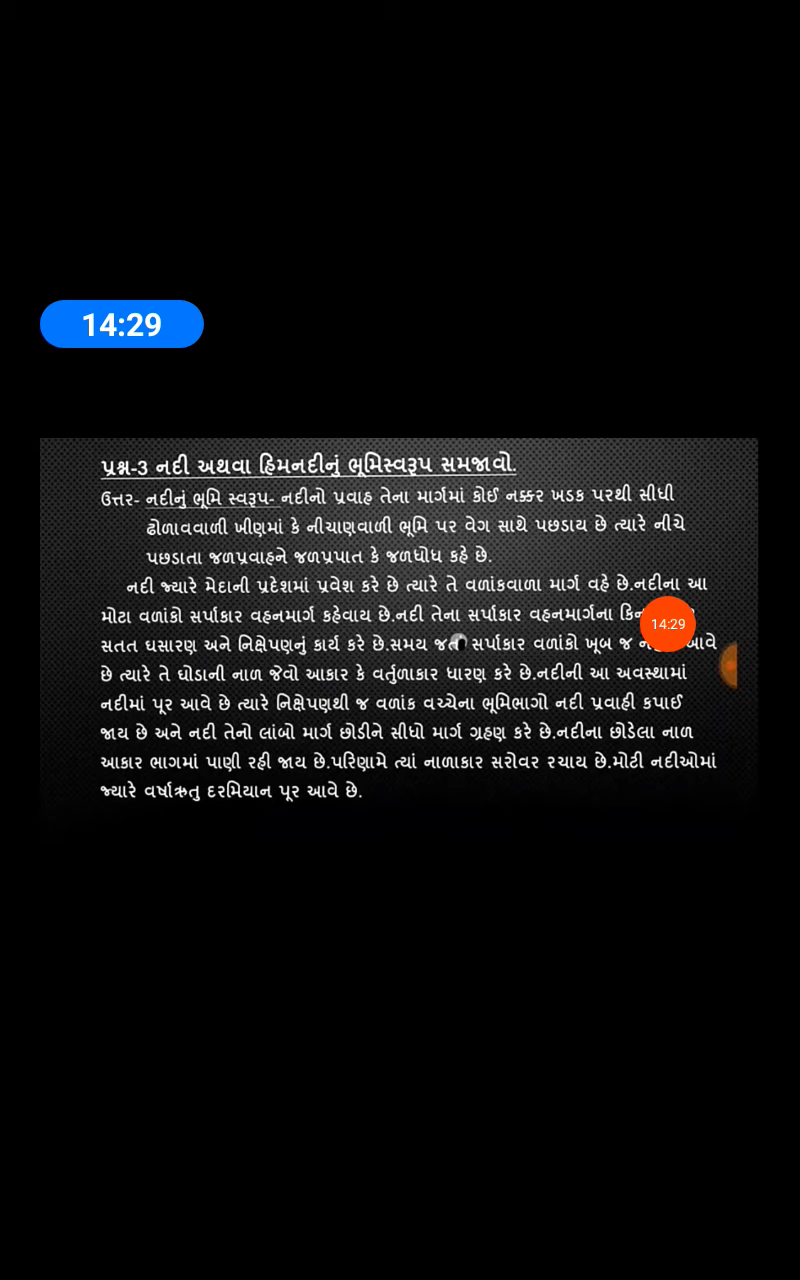 14:29
પ્રશ્ન-3 નદી અથવા હિમનદીનું ભૂમિસ્વરૂપ સમજાવો.
ઉત્તર- નદીનું ભૂમિ સ્વરૂપ- નદીનો પ્રવાહ તેના માર્ગમાં કોઈ નક્કર ખડક પરથી સીધી
ઢોળાવવાળી ખીણમાં કે નીચાણવાળી ભૂમિ પર વેગ સાથે પછડાય છે ત્યારે નીચે
પછડાતા જળપ્રવાહને જળપ્રપાત કે જળધોધ કહે છે.
નદી જ્યારે મેદાની પ્રદેશમાં પ્રવેશ કરે છે ત્યારે તે વળાંકવાળા માર્ગ વહે છે.નદીના આ
મોટા વળાંકો સર્પાકાર વહનમાર્ગ કહેવાય છે.નદી તેના સર્પાકાર વહનમાર્ગના
14:29
સતત ઘસારણ અને નિક્ષેપણનું કાર્ય કરે છે.સમય સર્પાકાર વળાંકો ખૂબ જ આવે
છે ત્યારે તે ઘોડાની નાળ જેવો આકાર કે વર્તુળાકાર ધારણ કરે છે.નદીની આ અવસ્થામાં
નદીમાં પૂર આવે છે ત્યારે નિક્ષેપણથી જ વળાંક વચ્ચેના ભૂમિભાગો નદી પ્રવાહી કપાઈ
જાય છે અને નદી તેનો લાંબો માર્ગ છોડીને સીધો માર્ગ ગ્રહણ કરે છે.નદીના છોડેલા નાળ
આકાર ભાગમાં પાણી રહી જાય છે.પરિણામે ત્યાં નાળાકાર સરોવર રચાય છે.મોટી નદીઓમાં
જ્યારે વર્ષાઋતુ દરમિયાન પૂર આવે છે.